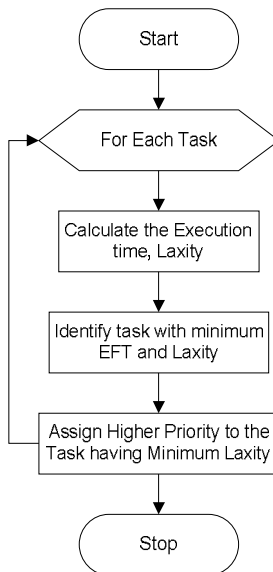 Start
For Each Task
Calculate the Execution
time, Laxity
Identify task with minimum
EFT and Laxity
Assign Higher Priority to the
Task having Minimum Laxity
Stop